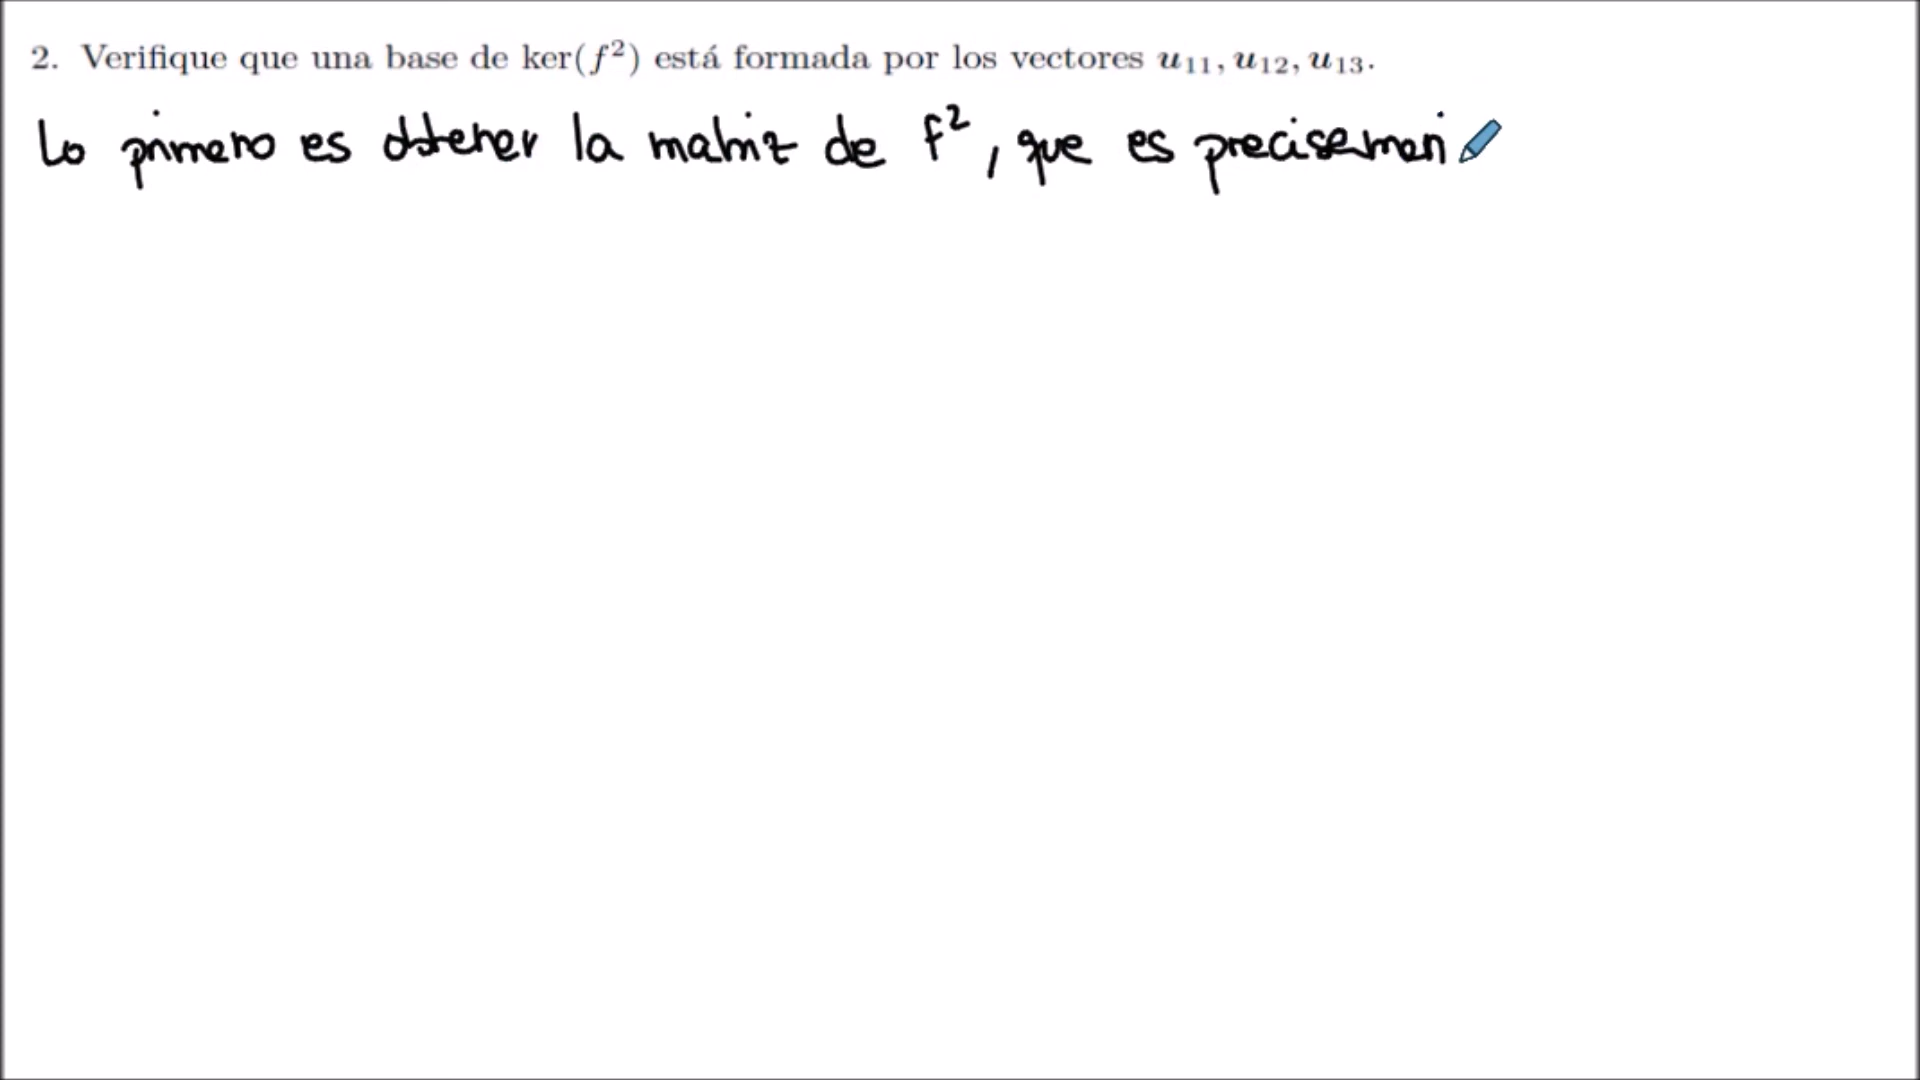 2. Verifique que una base de ker(f²) está formada por los vectores u₁₁, u₁₂, u₁₃.
Lo primero es obtener la matriz de f², que es precisamen